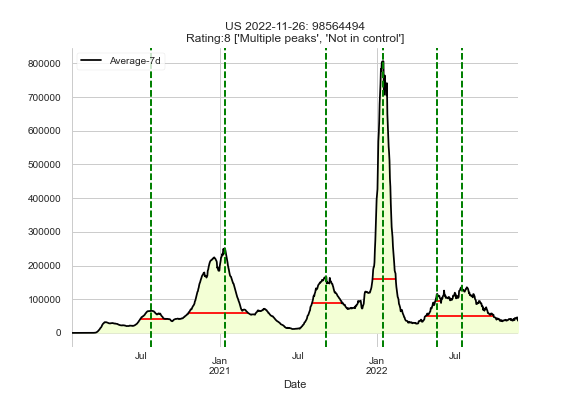 US 2022-11-26: 98564494
Rating:8 ['Multiple peaks', 'Not in control']
Average-7d
800000
700000
600000
500000
400000
300000
200000
100000
0
Jul
Jan
2021
Jul
Jan
2022
Jul
Date